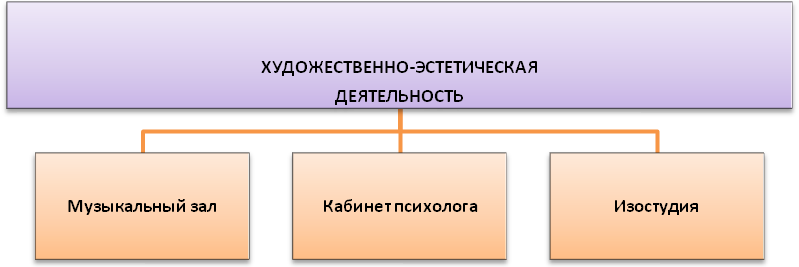 ХУДОЖЕСТВЕННО-ЭСТЕТИЧЕСКАЯ
ДЕЯТЕЛЬНОСТЬ
Музыкальный зал
Кабинет психолога
Изостудия